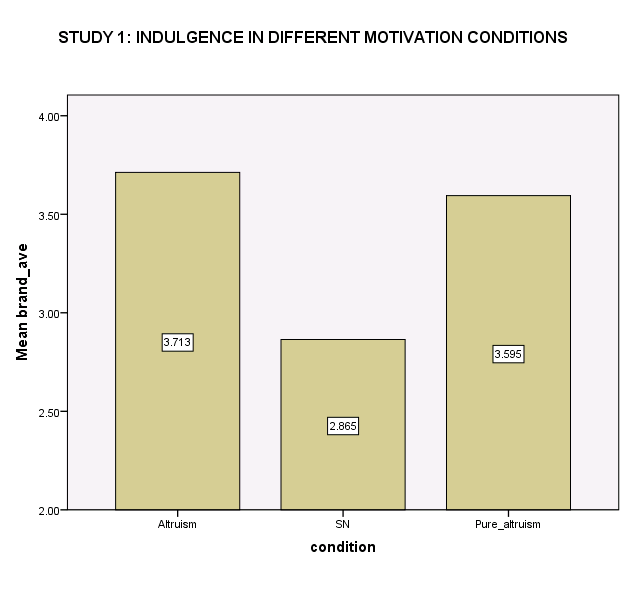 STUDY 1: INDULGENCE IN DIFFERENT MOTIVATION CONDITIONS
Mean brand_ave
4.00
3.50
3.00
2.50
2.00
3.713
2.865
3.595
Altruism
SN
Pure_altruism
condition